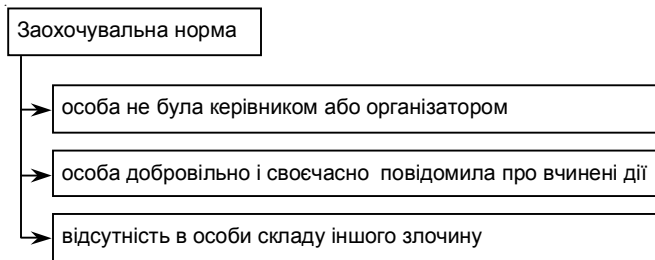 Заохочувальна норма
особа не була керівником або організатором
особа добровільно і своєчасно повідомила про вчинені дії
відсутність в особи складу іншого злочину